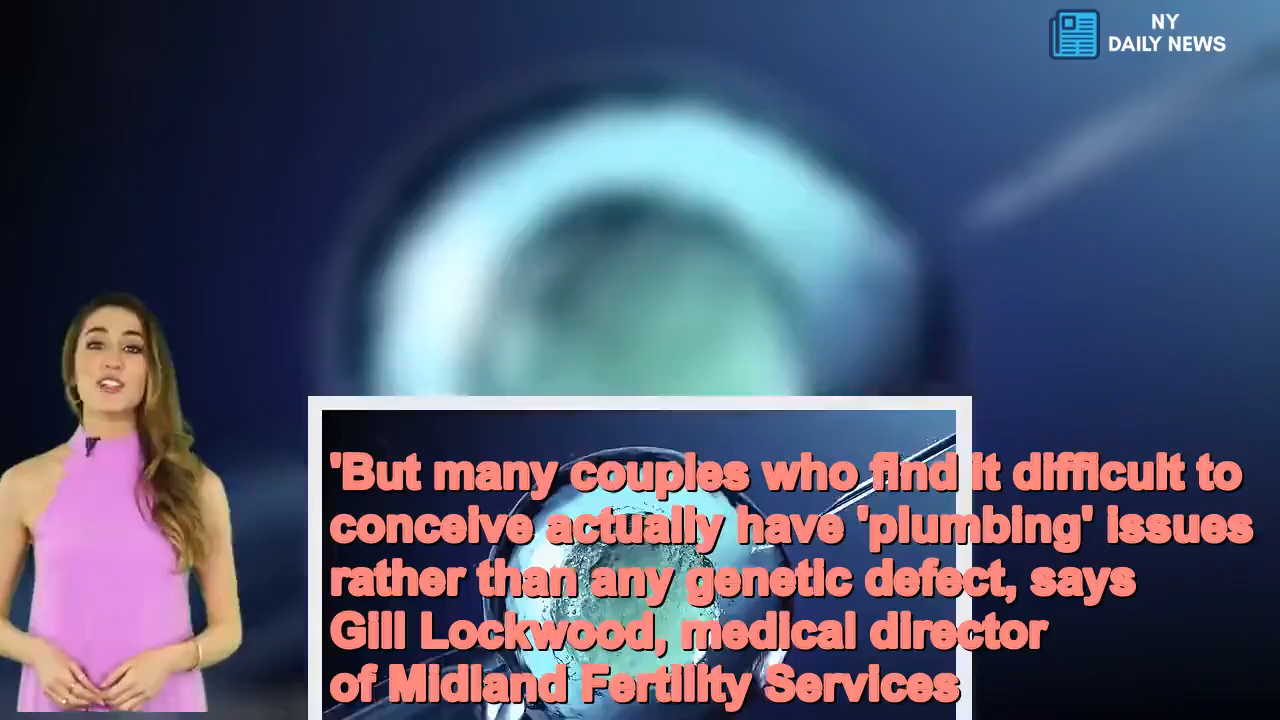 NY
DAILY NEWS
'But many couples who find it difficult to
conceive actually have 'plumbing' issues
rather than any genetic defect, says
Gill Lockwood, medical director
of Midland Fertility Services